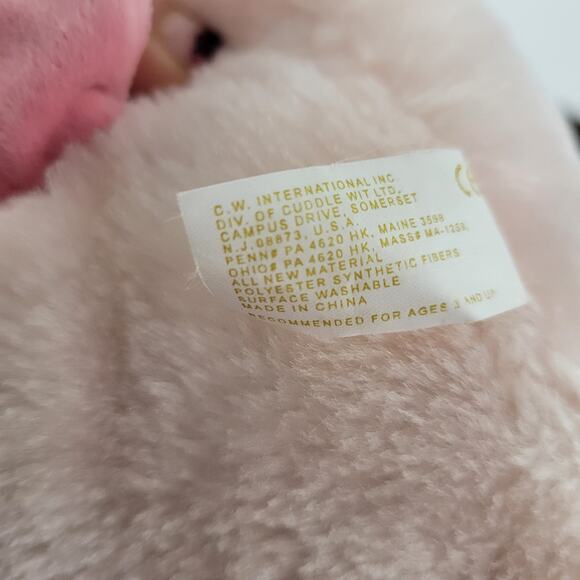 C.W. INTERNATIONAL INC
DIV. OF CUDDLE WIT LTD.
CAMPUS DRIVE, SOMERSET
N.J.08873, U.S.A.
PENN# PA 4620 HK, MAINE 3598
OHIO# PA 4620 HK, MASS# MA-1258,
ALL NEW MATERIAL
POLYESTER SYNTHETIC FIBERS
SURFACE WASHABLE
MADE IN CHINA
RECOMMENDED FOR AGES 3 AND UP